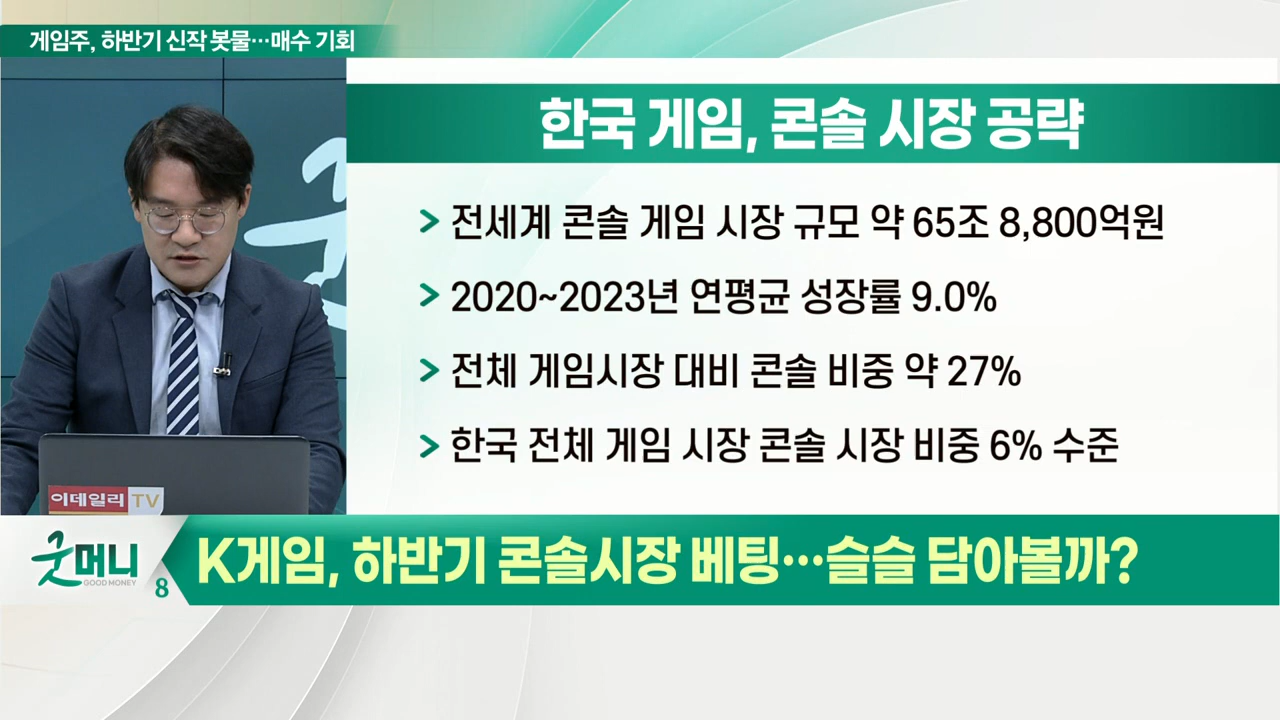 게임주, 하반기 신작 봇물…매수 기회
한국 게임, 콘솔 시장 공략
> 전세계 콘솔 게임 시장 규모 약 65조 8,800억원
> 2020~2023년 연평균 성장률 9.0%
> 전체 게임시장 대비 콘솔 비중 약 27%
> 한국 전체 게임 시장 콘솔 시장 비중 6% 수준
이데일리 TV
굿머니
GOOD MONEY
8
K게임, 하반기 콘솔시장 베팅…슬슬 담아볼까?